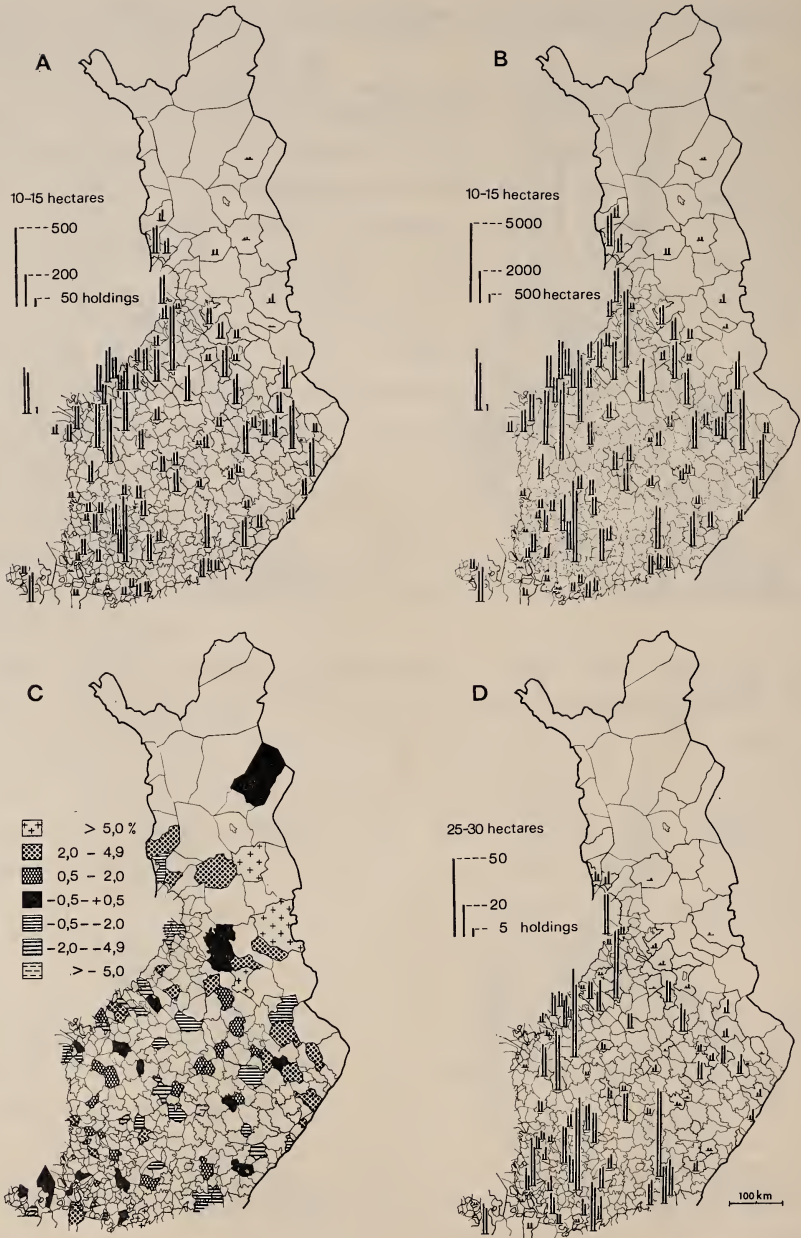 A
10-15 hectares
500
200
50 holdings
1
B
10-15 hectares
5000
2000
500 hectares
1
C
> 5,0 %
2,0 - 4,9
0,5 - 2,0
-0,5-+0,5
-0,5--2,0
-2,0--4,9
>- 5,0
D
25-30 hectares
50
20
5 holdings
100 km